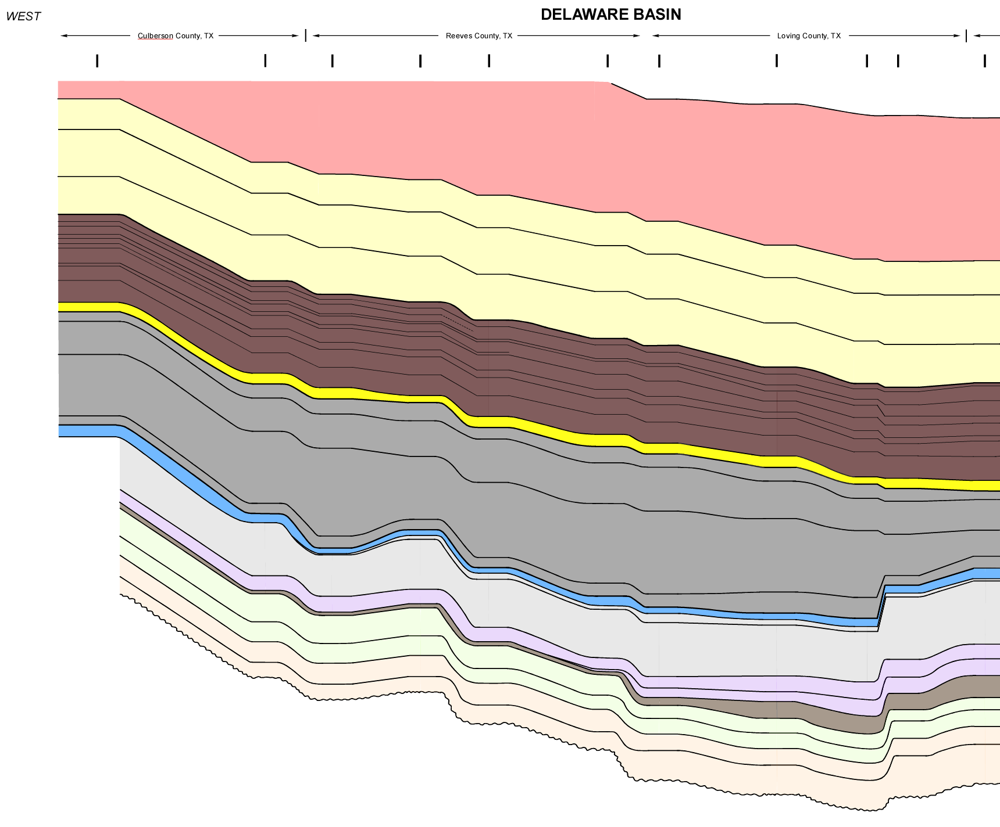 DELAWARE BASIN
WEST
Culberson County, TX
Reeves County, TX
Loving County, TX